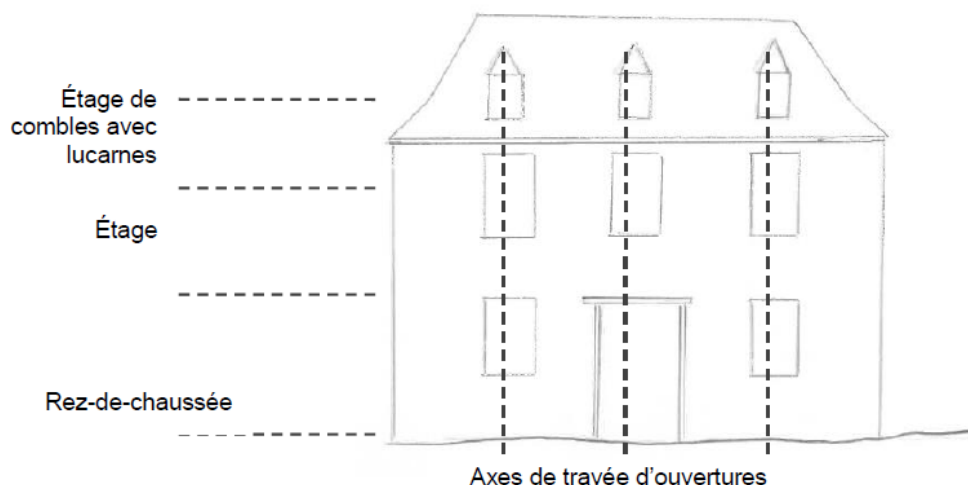 Étage de
combles avec
lucarnes
Étage
Rez-de-chaussée
Axes de travée d'ouvertures